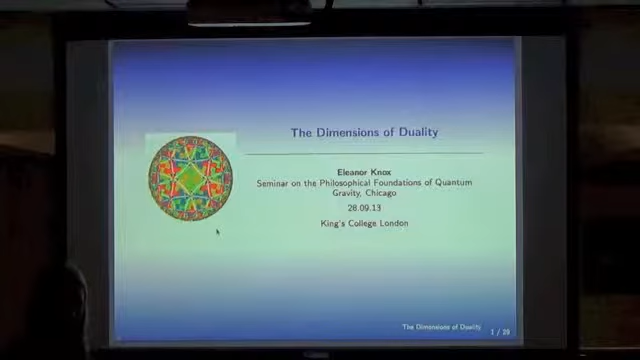 The Dimensions of Duality
Eleanor Knox
Seminar on the Philosophical Foundations of Quantum
Gravity, Chicago
28.09.13
King's College London
The Dimensions of Duality
1 / 29